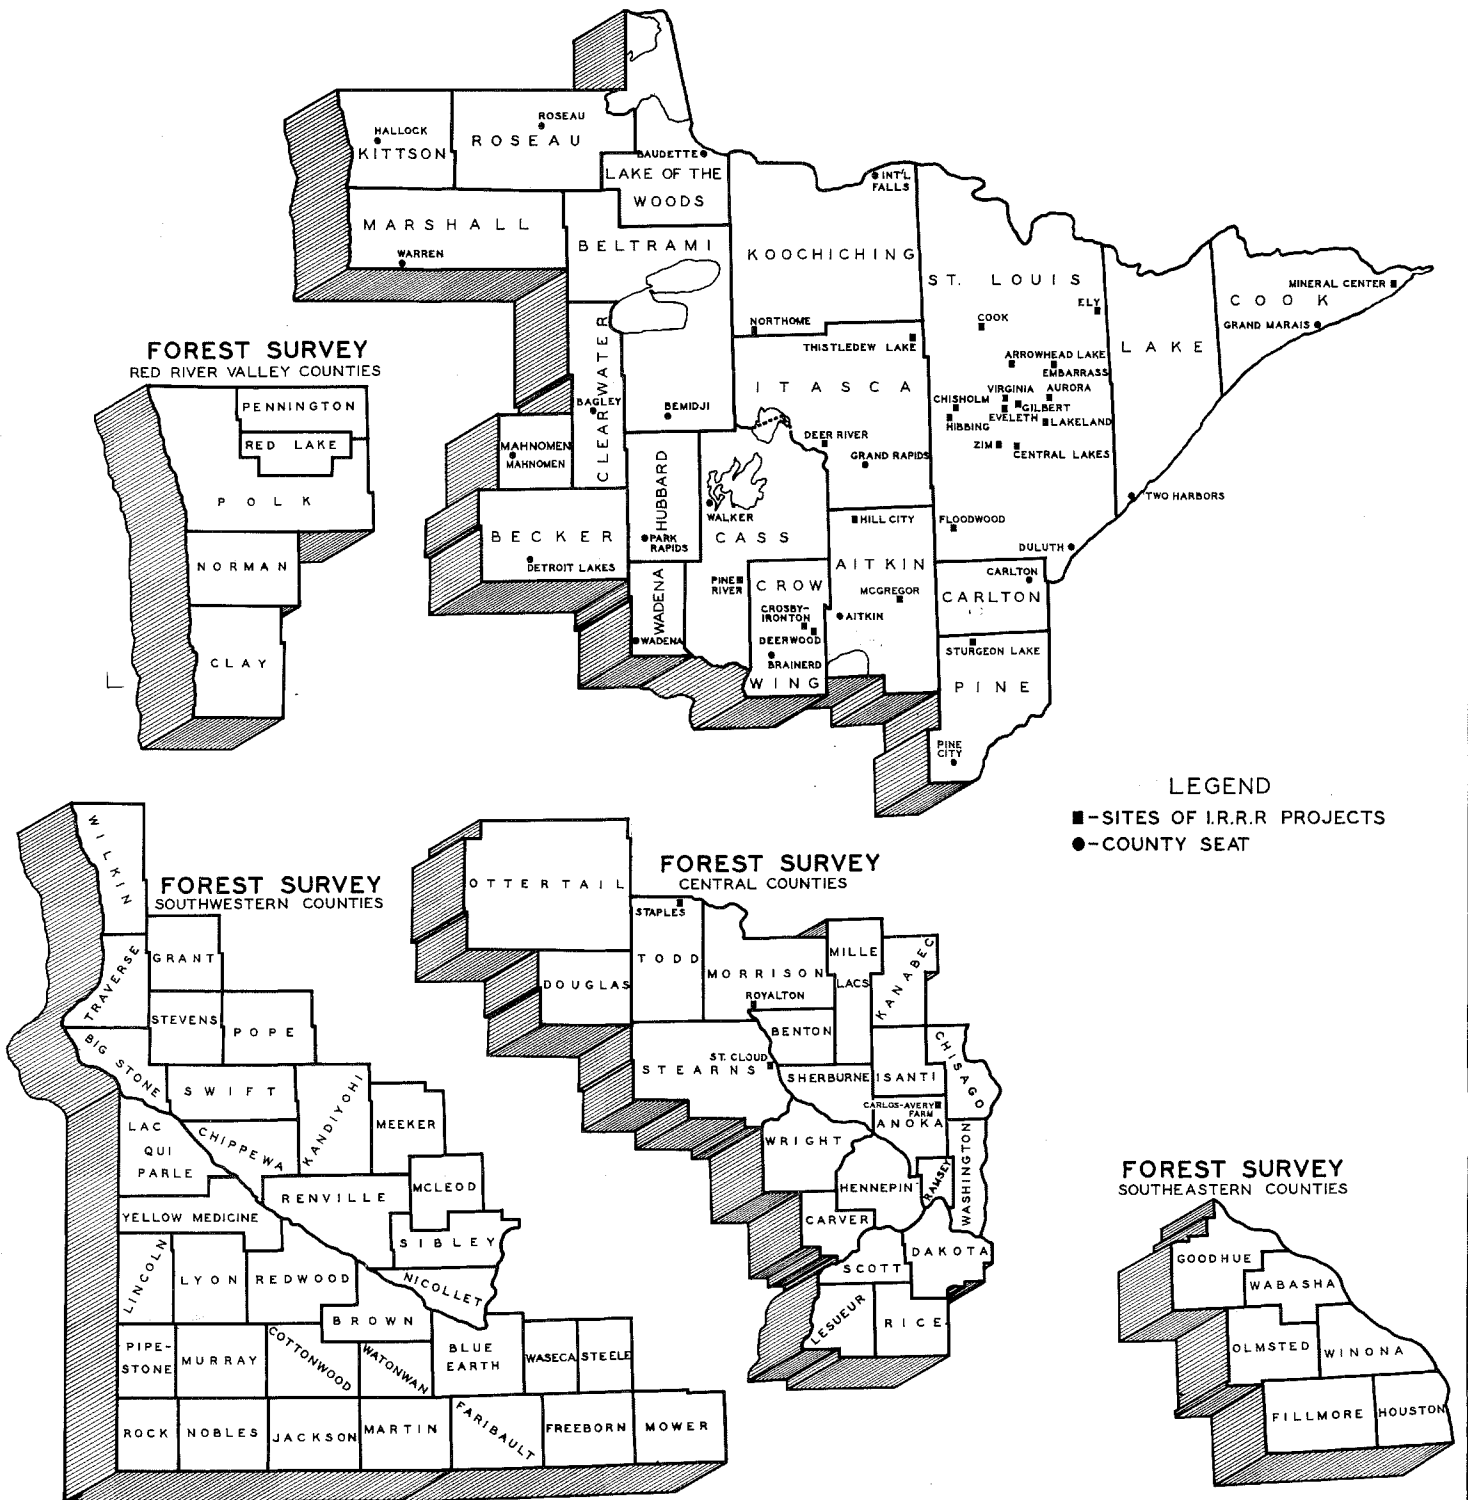 HALLOCK
KITTSON
ROSEAU
ROSEAU
BAUDETTE
LAKE OF THE
WOODS
INT'L
FALLS
MARSHALL
WARREN
BELTRAMI
KOOCHICHING
ST. LOUIS
NORTHOME
THISTLEDEW LAKE
COOK
ELY
MINERAL CENTER
COOK
GRAND MARAIS
LAKE
ARROWHEAD LAKE
EMBARRASS
VIRGINIA
AURORA
CHISHOLM
GILBERT
EVELETH
LAKELAND
HIBBING
ZIM
CENTRAL LAKES
ITASCA
DEER RIVER
GRAND RAPIDS
CLEARWATER
BAGLEY
BEMIDJI
MAHNOMEN
MAHNOMEN
HUBBARD
PARK
RAPIDS
WALKER
CASS
BECKER
DETROIT LAKES
WADENA
WADENA
PINE
RIVER
CROW
CROSBY-
IRONTON
DEERWOOD
BRAINERD
WING
HILL CITY
AITKIN
MCGREGOR
AITKIN
FLOODWOOD
TWO HARBORS
DULUTH
CARLTON
CARLTON
STURGEON LAKE
PINE
PINE
CITY
FOREST SURVEY
RED RIVER VALLEY COUNTIES
PENNINGTON
RED LAKE
POLK
NORMAN
CLAY
LEGEND
-SITES OF I.R.R.R PROJECTS
-COUNTY SEAT
FOREST SURVEY
SOUTHWESTERN COUNTIES
WILKIN
TRAVERSE
GRANT
STEVENS
POPE
BIG STONE
SWIFT
KANDIYOHI
MEEKER
LAC
QUI
PARLE
CHIPPEWA
RENVILLE
MCLEOD
YELLOW MEDICINE
SIBLEY
LINCOLN
LYON
REDWOOD
NICOLLET
BROWN
PIPE-
STONE
MURRAY
COTTONWOOD
WATONWAN
BLUE
EARTH
WASECA
STEELE
ROCK
NOBLES
JACKSON
MARTIN
FARIBAULT
FREEBORN
MOWER
FOREST SURVEY
CENTRAL COUNTIES
OTTERTAIL
STAPLES
TODD
DOUGLAS
MORRISON
ROYALTON
MILLE
LACS
KANABEC
BENTON
ST. CLOUD
STEARNS
SHERBURNE
ISANTI
CHISAGO
CARLOS-AVERY
FARM
ANOKA
WRIGHT
HENNEPIN
RAMSEY
WASHINGTON
CARVER
SCOTT
DAKOTA
LESUEUR
RICE
FOREST SURVEY
SOUTHEASTERN COUNTIES
GOODHUE
WABASHA
OLMSTED
WINONA
FILLMORE
HOUSTON